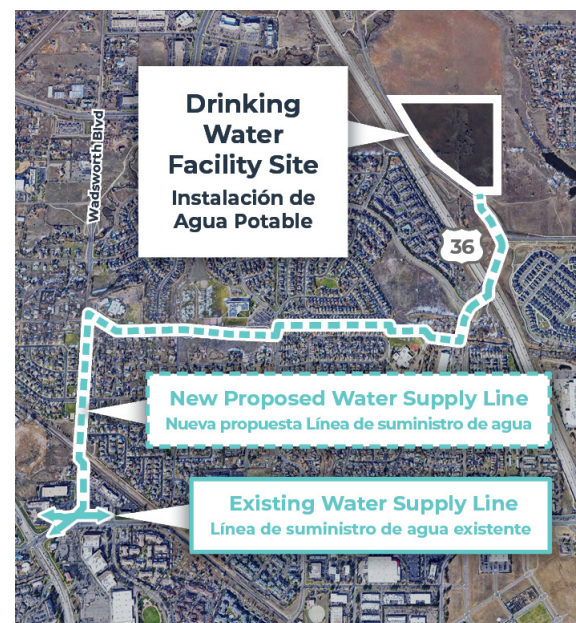 Drinking
Water
Facility Site
Instalación de
Agua Potable
Wadsworth Blvd
36
New Proposed Water Supply Line
Nueva propuesta Línea de suministro de agua
Existing Water Supply Line
Línea de suministro de agua existente